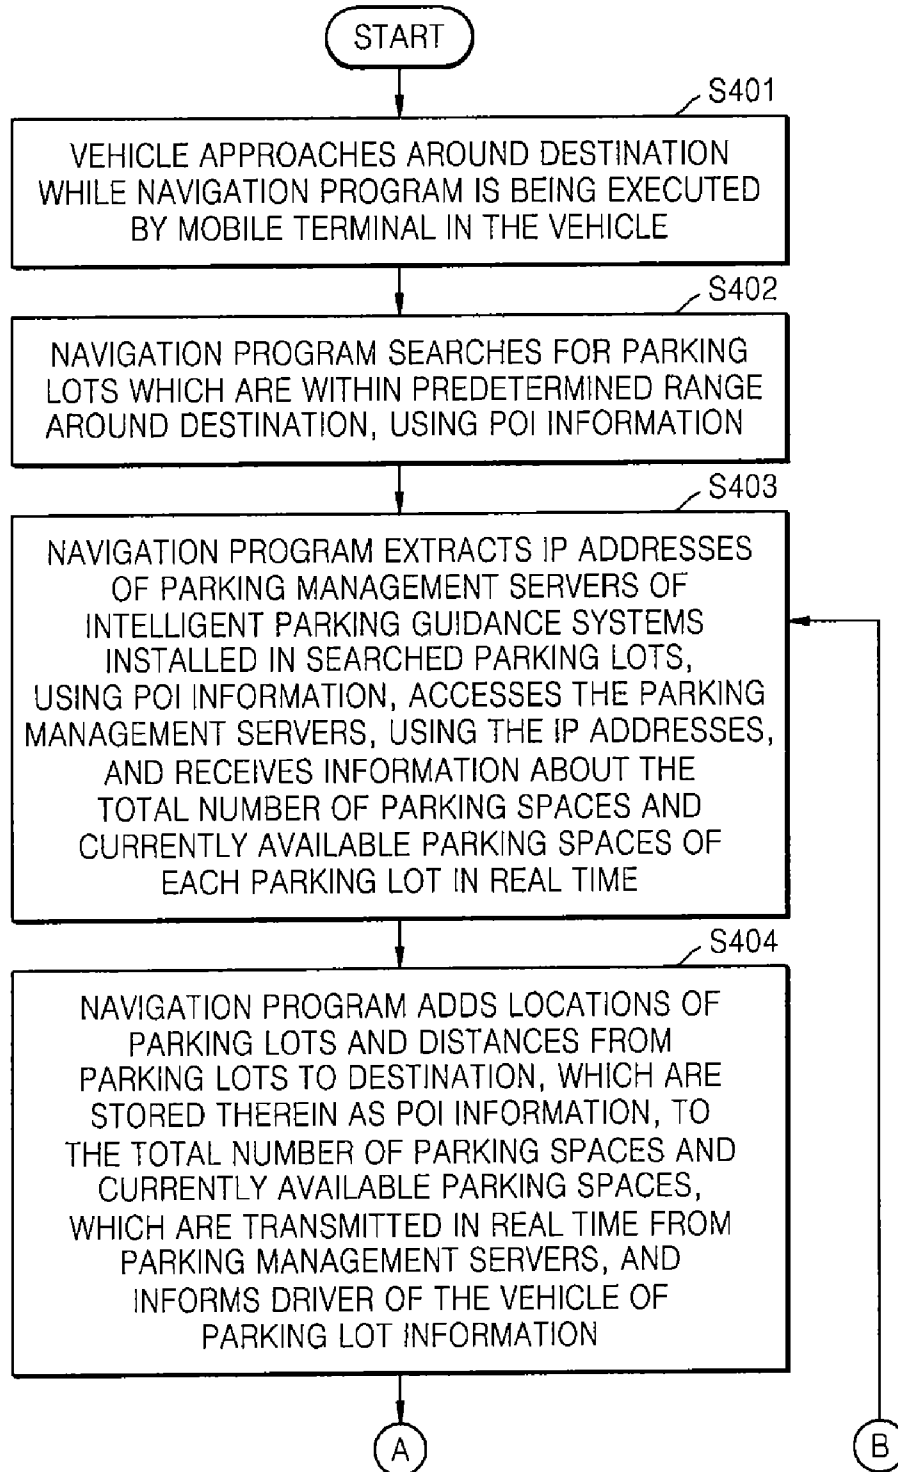 START
S401
VEHICLE APPROACHES AROUND DESTINATION
WHILE NAVIGATION PROGRAM IS BEING EXECUTED
BY MOBILE TERMINAL IN THE VEHICLE
S402
NAVIGATION PROGRAM SEARCHES FOR PARKING
LOTS WHICH ARE WITHIN PREDETERMINED RANGE
AROUND DESTINATION, USING POI INFORMATION
S403
NAVIGATION PROGRAM EXTRACTS IP ADDRESSES
OF PARKING MANAGEMENT SERVERS OF
INTELLIGENT PARKING GUIDANCE SYSTEMS
INSTALLED IN SEARCHED PARKING LOTS,
USING POI INFORMATION, ACCESSES THE PARKING
MANAGEMENT SERVERS, USING THE IP ADDRESSES,
AND RECEIVES INFORMATION ABOUT THE
TOTAL NUMBER OF PARKING SPACES AND
CURRENTLY AVAILABLE PARKING SPACES OF
EACH PARKING LOT IN REAL TIME
S404
NAVIGATION PROGRAM ADDS LOCATIONS OF
PARKING LOTS AND DISTANCES FROM
PARKING LOTS TO DESTINATION, WHICH ARE
STORED THEREIN AS POI INFORMATION, TO
THE TOTAL NUMBER OF PARKING SPACES AND
CURRENTLY AVAILABLE PARKING SPACES,
WHICH ARE TRANSMITTED IN REAL TIME FROM
PARKING MANAGEMENT SERVERS, AND
INFORMS DRIVER OF THE VEHICLE OF
PARKING LOT INFORMATION
A
B